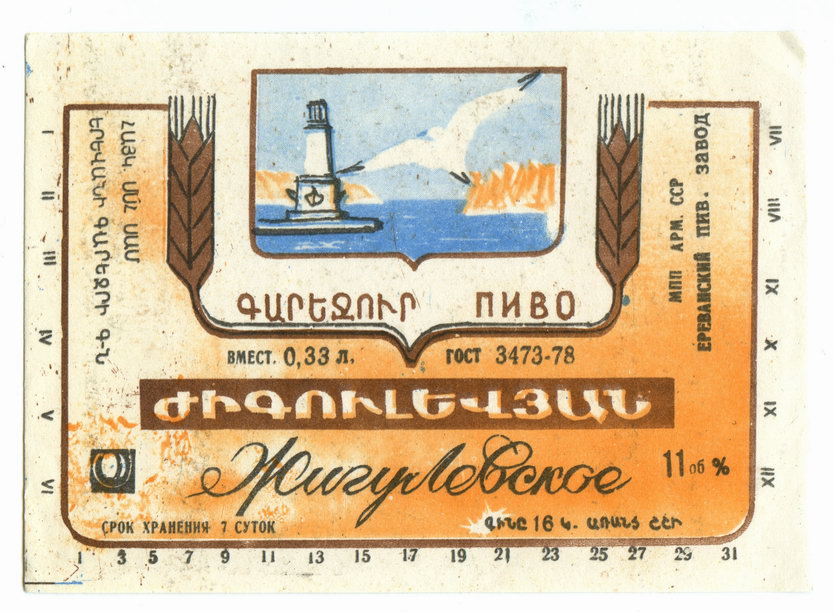 I
II
III
IV
V
VI
ԳԱՐԵՋՈՒՐ ПИВО
ВМЕСТ. 0,33 Л. ГОСТ 3473-78
ԺԻԳՈՒԼԵՎՅԱՆ
Жигулевское
11 об %
СРОК ХРАНЕНИЯ 7 СУТОК
ԳԻՆԸ 16 Կ. ԱՌԱՆՑ ՇՇԻ
МПП АРМ. ССР
ЕРЕВАНСКИЙ ПИВ. ЗАВОД
VII
VIII
IX
X
XI
XII
1 3 5 7 9 11 13 15 17 19 21 23 25 27 29 31